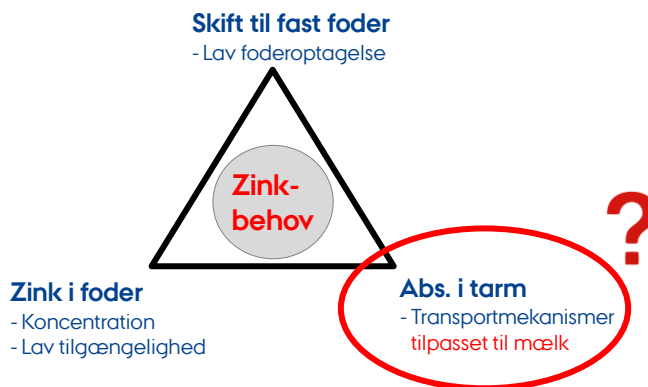 Skift til fast foder
- Lav foderoptagelse
Zink-
behov
?
Zink i foder
- Koncentration
- Lav tilgængelighed
Abs. i tarm
- Transportmekanismer
tilpasset til mælk